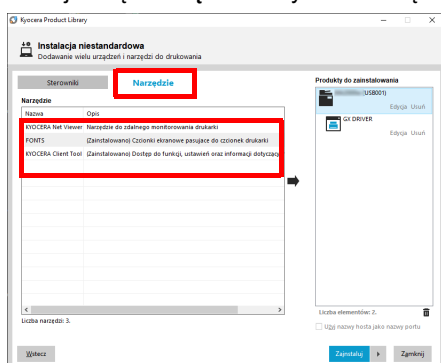 Kyocera Product Library
Instalacja niestandardowa
Dodawanie wielu urządzeń i narzędzi do drukowania
Sterowniki
Narzędzie
Narzędzie
Nazwa Opis
KYOCERA Net Viewer Narzędzie do zdalnego monitorowania drukarki
FONTS (Zainstalowano) Czcionki ekranowe pasujące do czcionek drukarki
KYOCERA Client Tool (Zainstalowano) Dostęp do funkcji, ustawień oraz informacji dotyczący
Liczba narzędzi: 3.
Produkty do zainstalowania
(USB001)
Edycja Usuń
GX DRIVER
Edycja Usuń
Liczba elementów: 2.
Użyj nazwy hosta jako nazwy portu
Wstecz
Zainstaluj
Zamknij